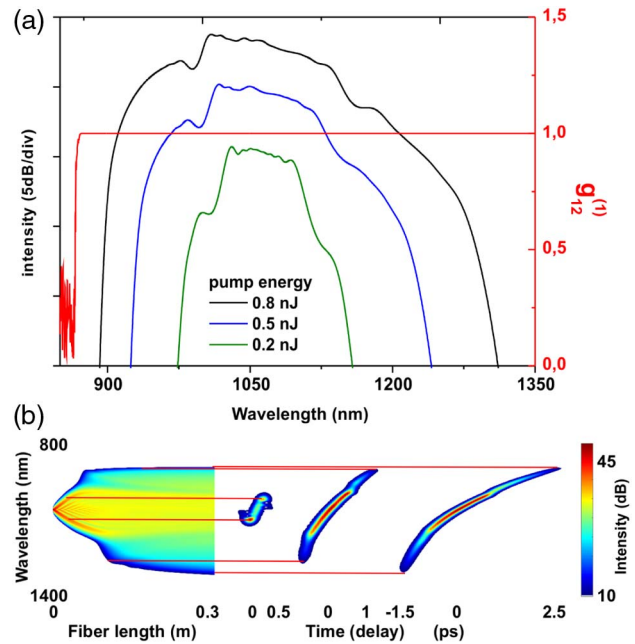 (a)
1,5
1,0
0,5
0,0
g12(1)
intensity (5dB/div)
pump energy
0.8 nJ
0.5 nJ
0.2 nJ
900 1050 1200 1350
Wavelength (nm)
(b)
800
1400
Wavelength (nm)
45
10
Intensity (dB)
0 0.3 0 0.5 0 1 -1.5 0 2.5
Fiber length (m) Time (delay) (ps)